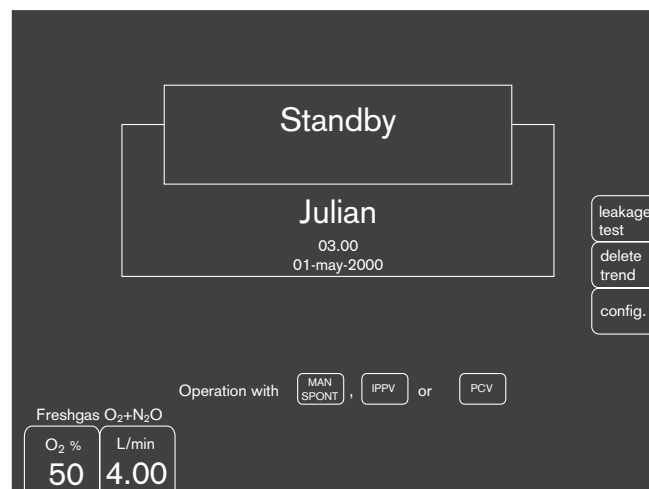 Standby
Julian
03.00
01-may-2000
leakage
test
delete
trend
config.
Operation with MAN SPONT , IPPV or PCV
Freshgas O₂+N₂O
O₂ % L/min
50 4.00